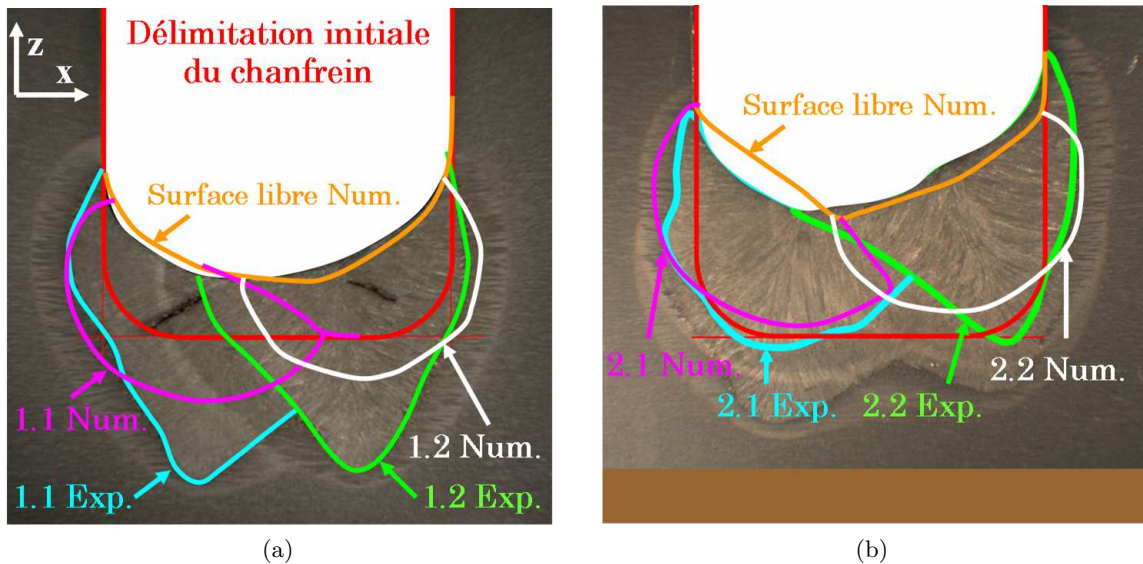 Délimitation initiale
du chanfrein
z
x
Surface libre Num.
1.1 Num.
1.2 Num.
1.1 Exp.
1.2 Exp.
(a)
Surface libre Num.
2.1 Num.
2.2 Num.
2.1 Exp.
2.2 Exp.
(b)